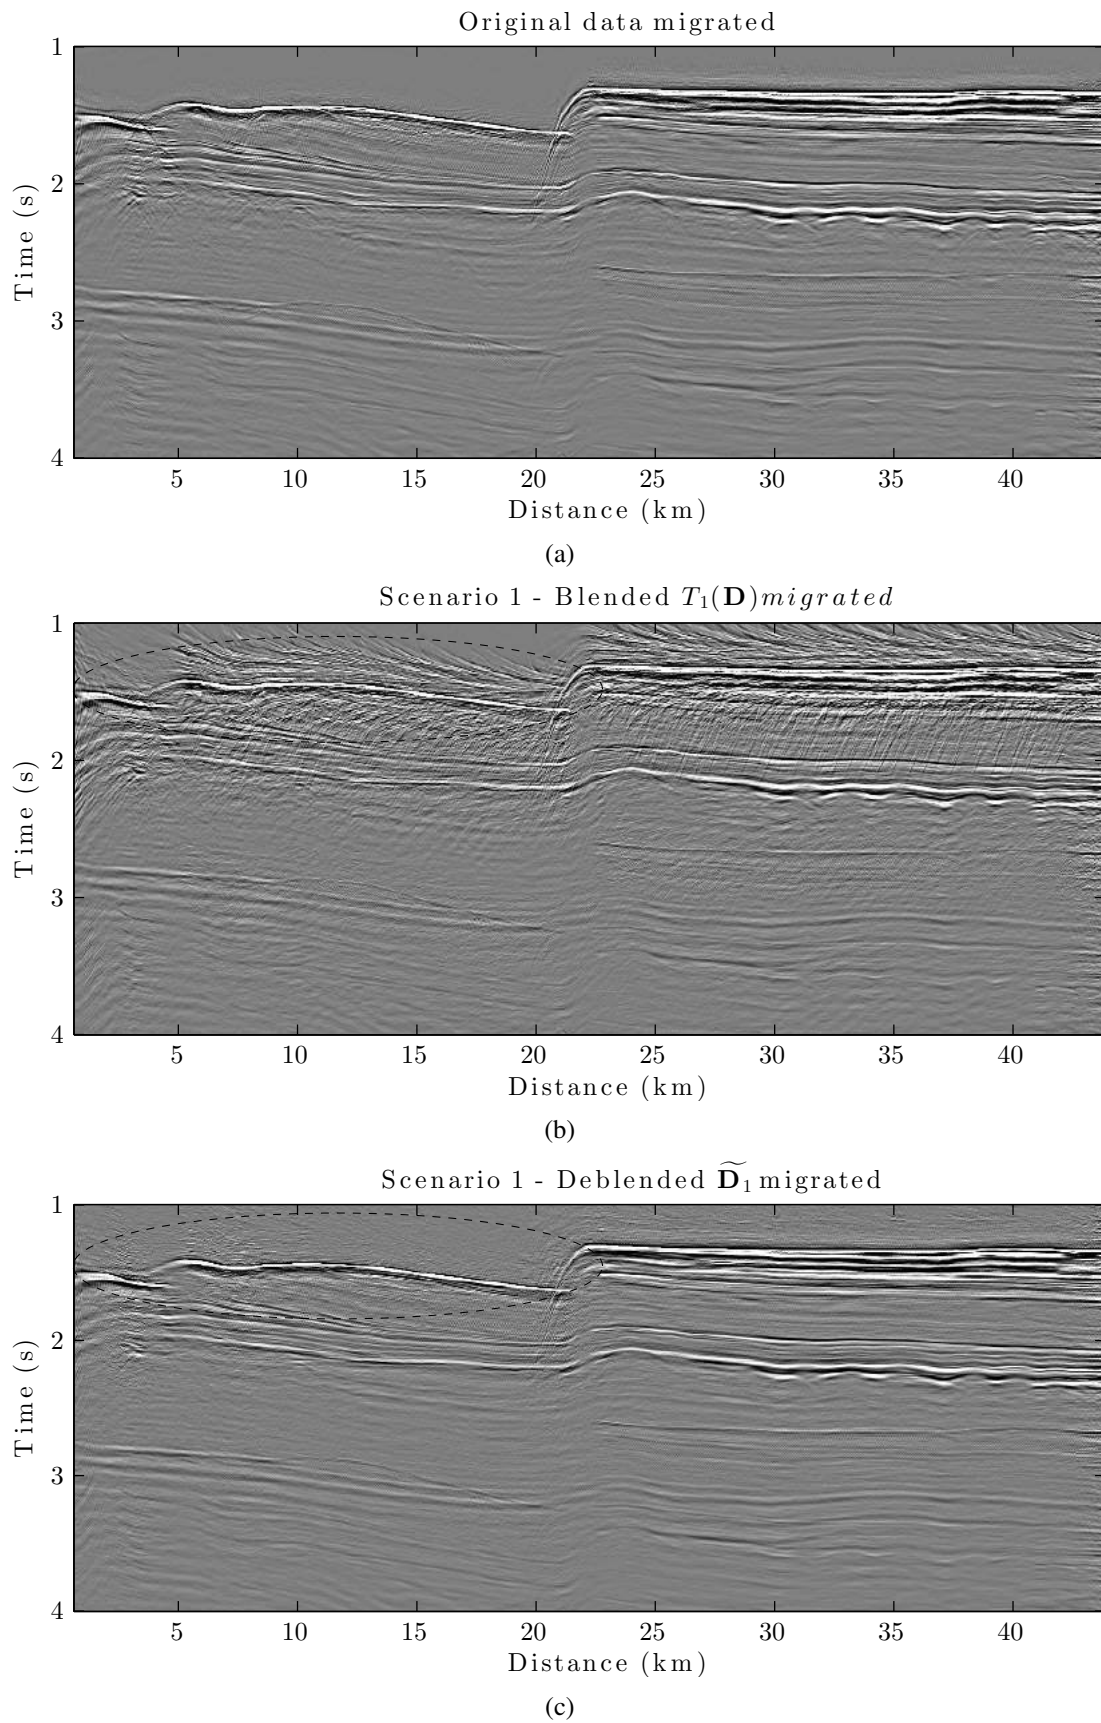 Original data migrated
1
2
3
4
Time (s)
5 10 15 20 25 30 35 40
Distance (km)
(a)
Scenario 1 - Blended T₁(D)migrated
1
2
3
4
Time (s)
5 10 15 20 25 30 35 40
Distance (km)
(b)
Scenario 1 - Deblended D̃₁ migrated
1
2
3
4
Time (s)
5 10 15 20 25 30 35 40
Distance (km)
(c)